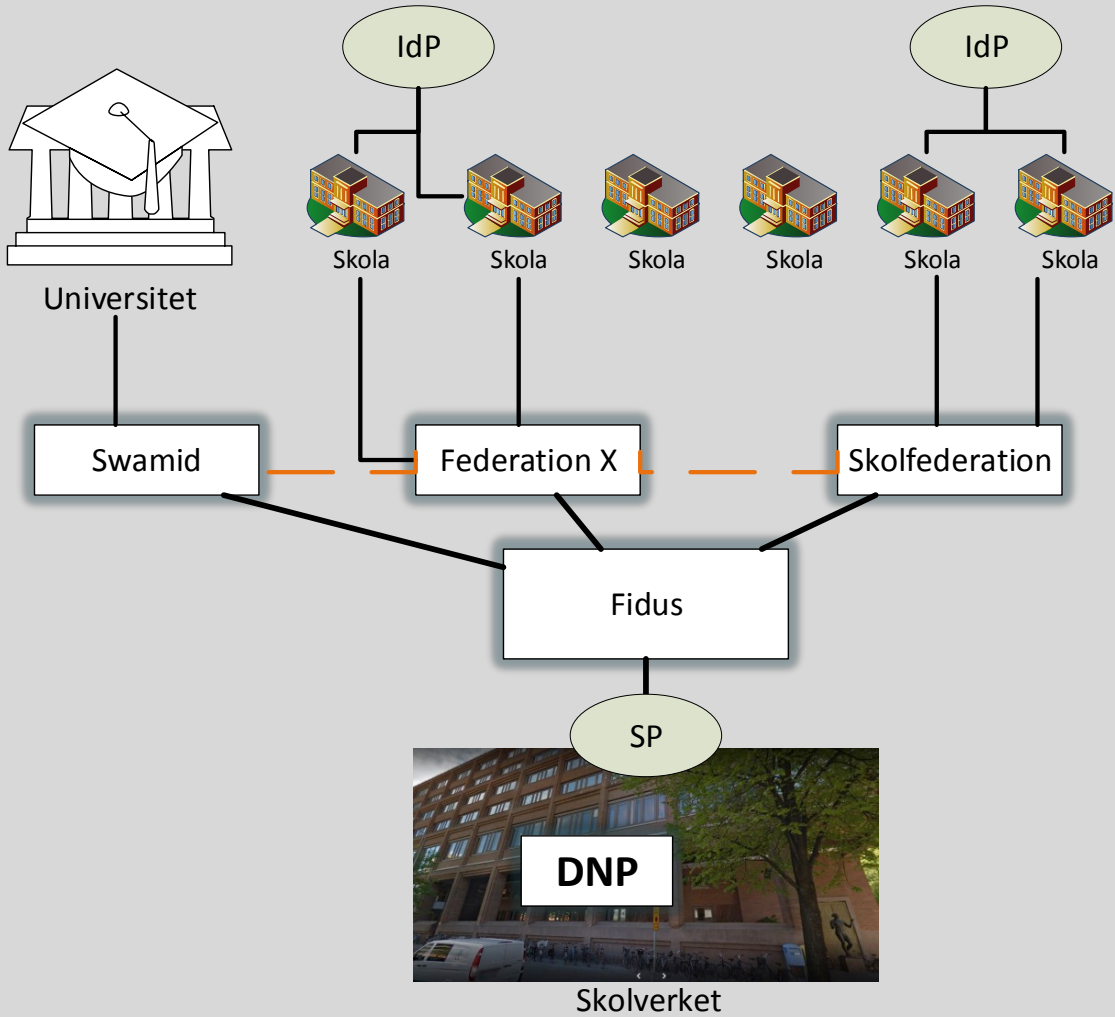 IdP
IdP
Skola
Skola
Skola
Skola
Skola
Skola
Universitet
Swamid
Federation X
Skolfederation
Fidus
SP
DNP
Skolverket